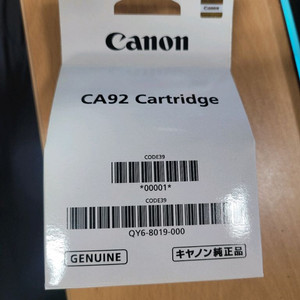 Canon
CA92 Cartridge
CODE39
*00001*
CODE39
QY6-8019-000
GENUINE
キヤノン純正品